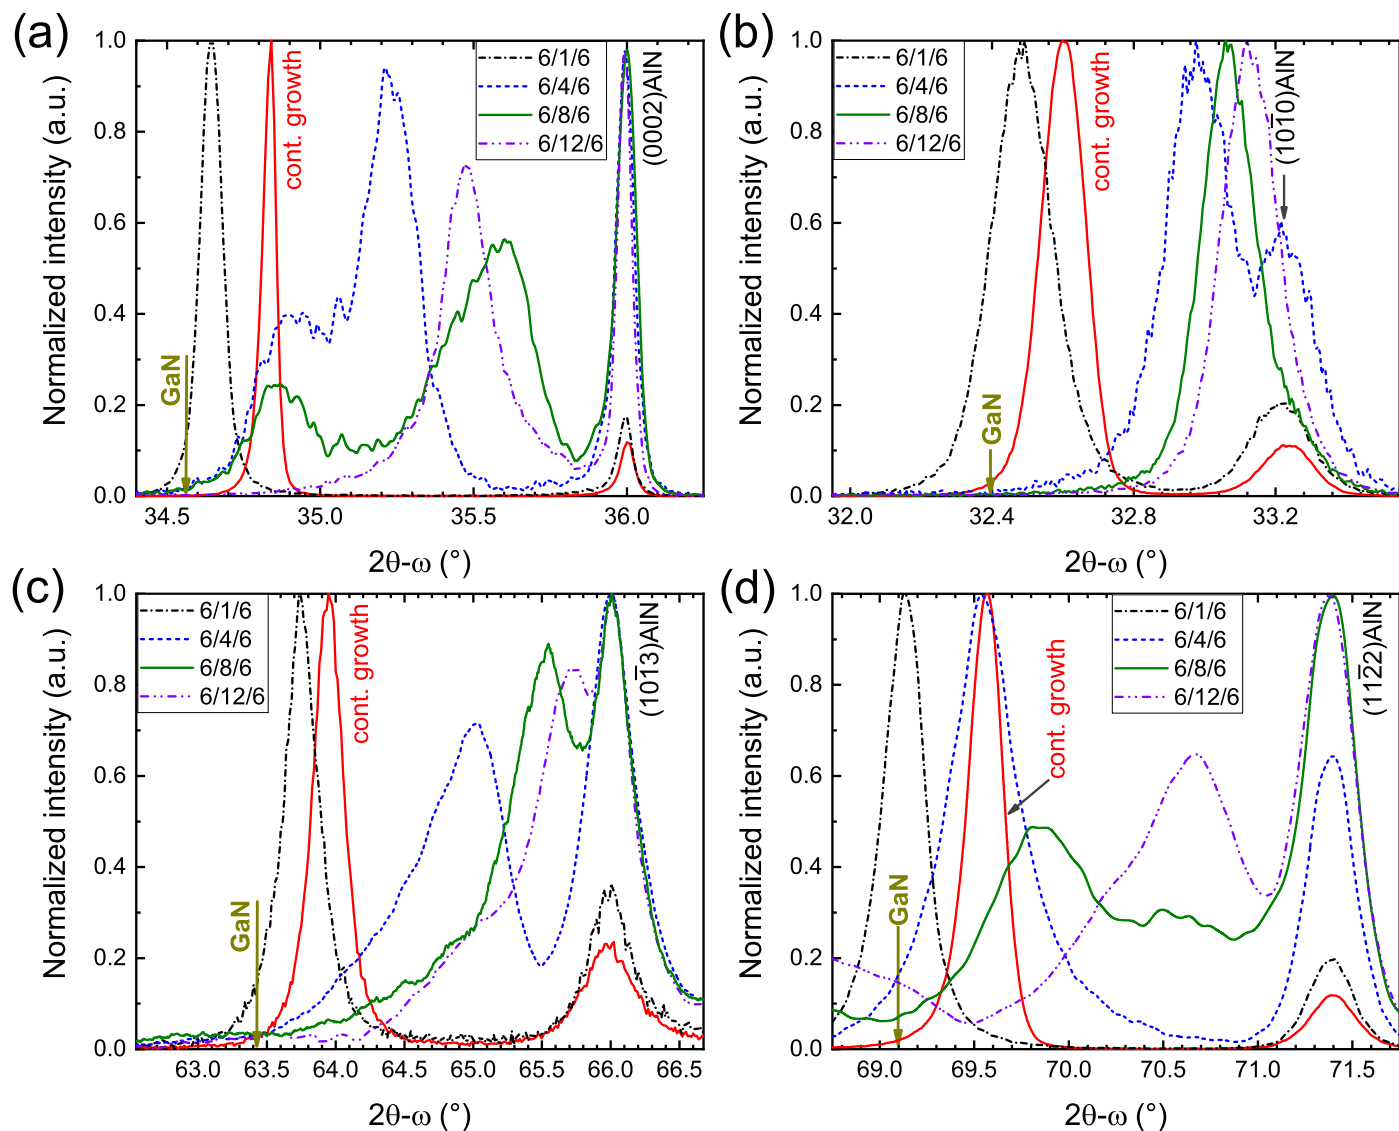 (a)
1.0
0.8
0.6
0.4
0.2
0.0
Normalized intensity (a.u.)
6/1/6
6/4/6
6/8/6
6/12/6
cont. growth
(0002)AlN
GaN
34.5
35.0
35.5
36.0
2θ-ω (°)
(b)
1.0
0.8
0.6
0.4
0.2
0.0
Normalized intensity (a.u.)
6/1/6
6/4/6
6/8/6
6/12/6
cont. growth
(1010)AlN
GaN
32.0
32.4
32.8
33.2
2θ-ω (°)
(c)
1.0
0.8
0.6
0.4
0.2
0.0
Normalized intensity (a.u.)
6/1/6
6/4/6
6/8/6
6/12/6
cont. growth
(101̅3)AlN
GaN
63.0
63.5
64.0
64.5
65.0
65.5
66.0
66.5
2θ-ω (°)
(d)
1.0
0.8
0.6
0.4
0.2
0.0
Normalized intensity (a.u.)
6/1/6
6/4/6
6/8/6
6/12/6
cont. growth
(112̅2)AlN
GaN
69.0
69.5
70.0
70.5
71.0
71.5
2θ-ω (°)